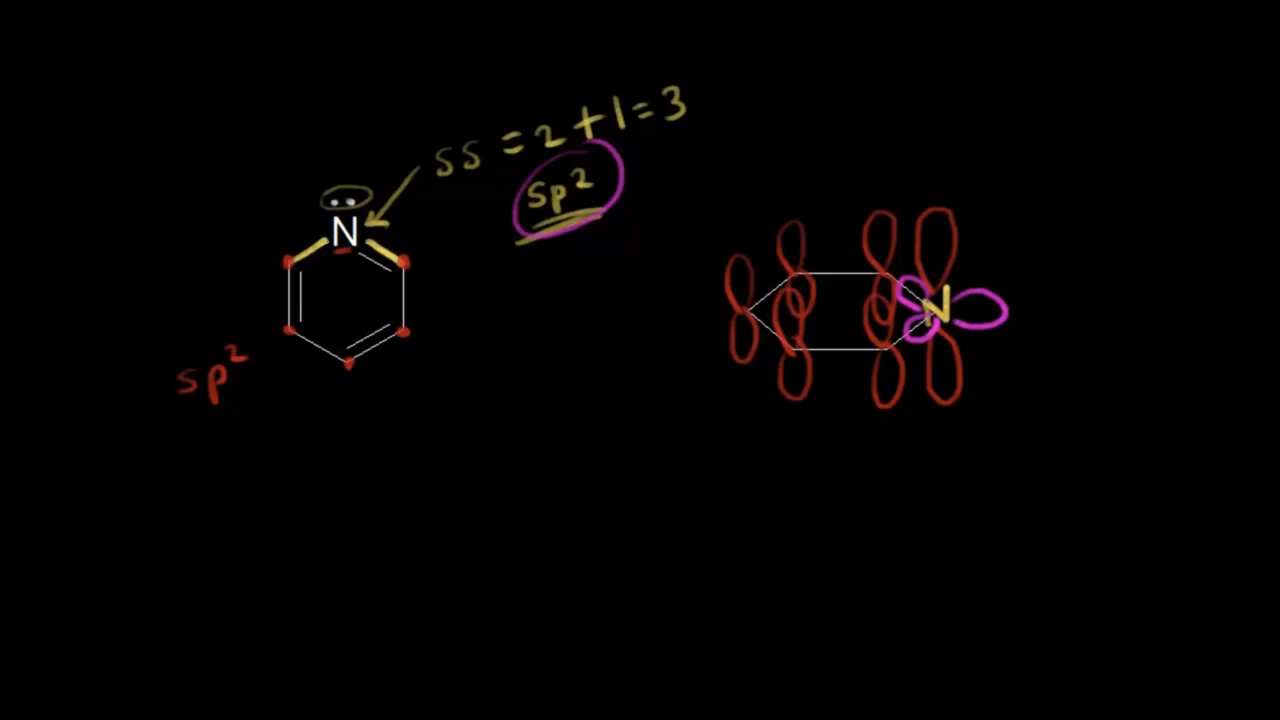 SS = 2 + 1 = 3
sp²
N
sp²
N